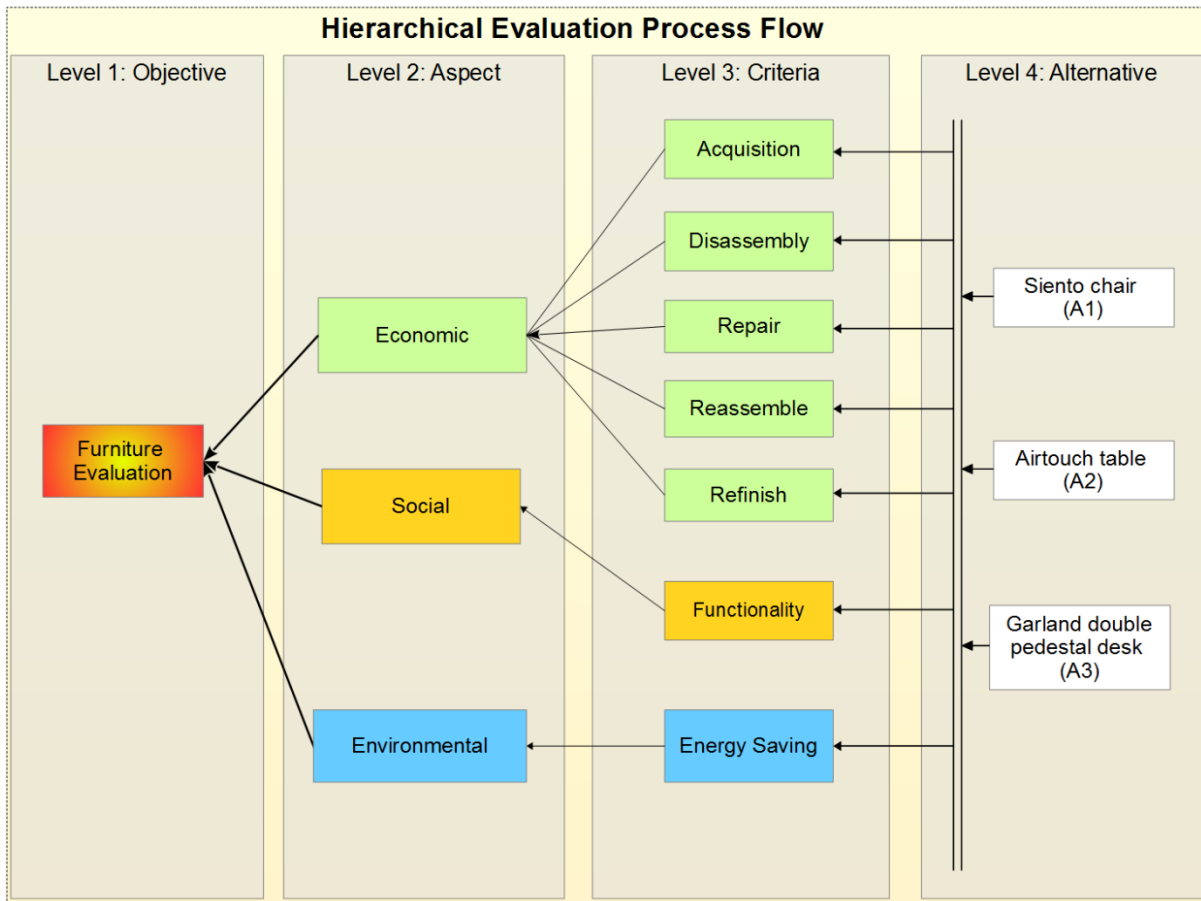 Hierarchical Evaluation Process Flow
Level 1: Objective
Level 2: Aspect
Level 3: Criteria
Level 4: Alternative
Furniture
Evaluation
Economic
Social
Environmental
Acquisition
Disassembly
Repair
Reassemble
Refinish
Functionality
Energy Saving
Siento chair
(A1)
Airtouch table
(A2)
Garland double
pedestal desk
(A3)